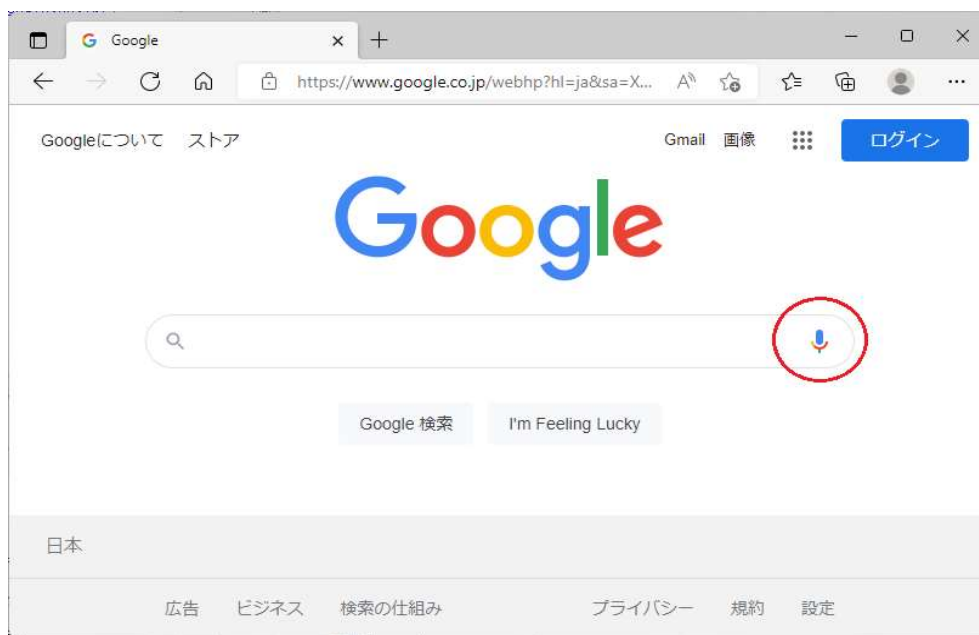 Google
https://www.google.co.jp/webhp?hl=ja&sa=X...
Googleについて ストア Gmail 画像 ログイン
Google
Google 検索 I'm Feeling Lucky
日本
広告 ビジネス 検索の仕組み プライバシー 規約 設定